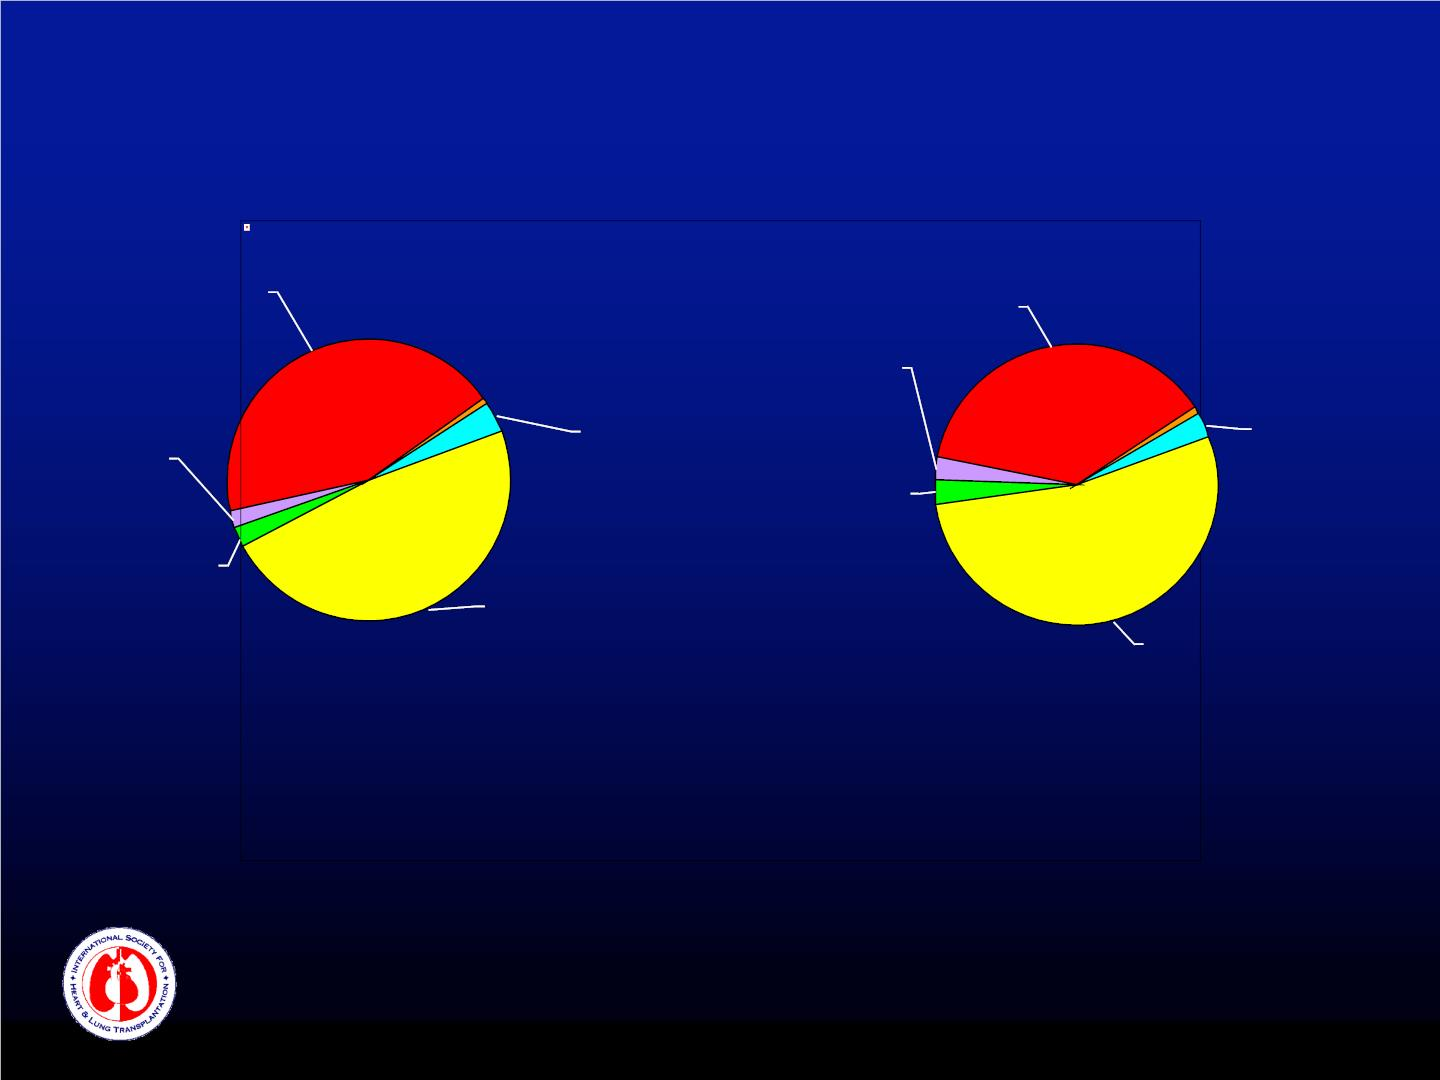 INTERNATIONAL SOCIETY FOR
HEART & LUNG TRANSPLANTATION